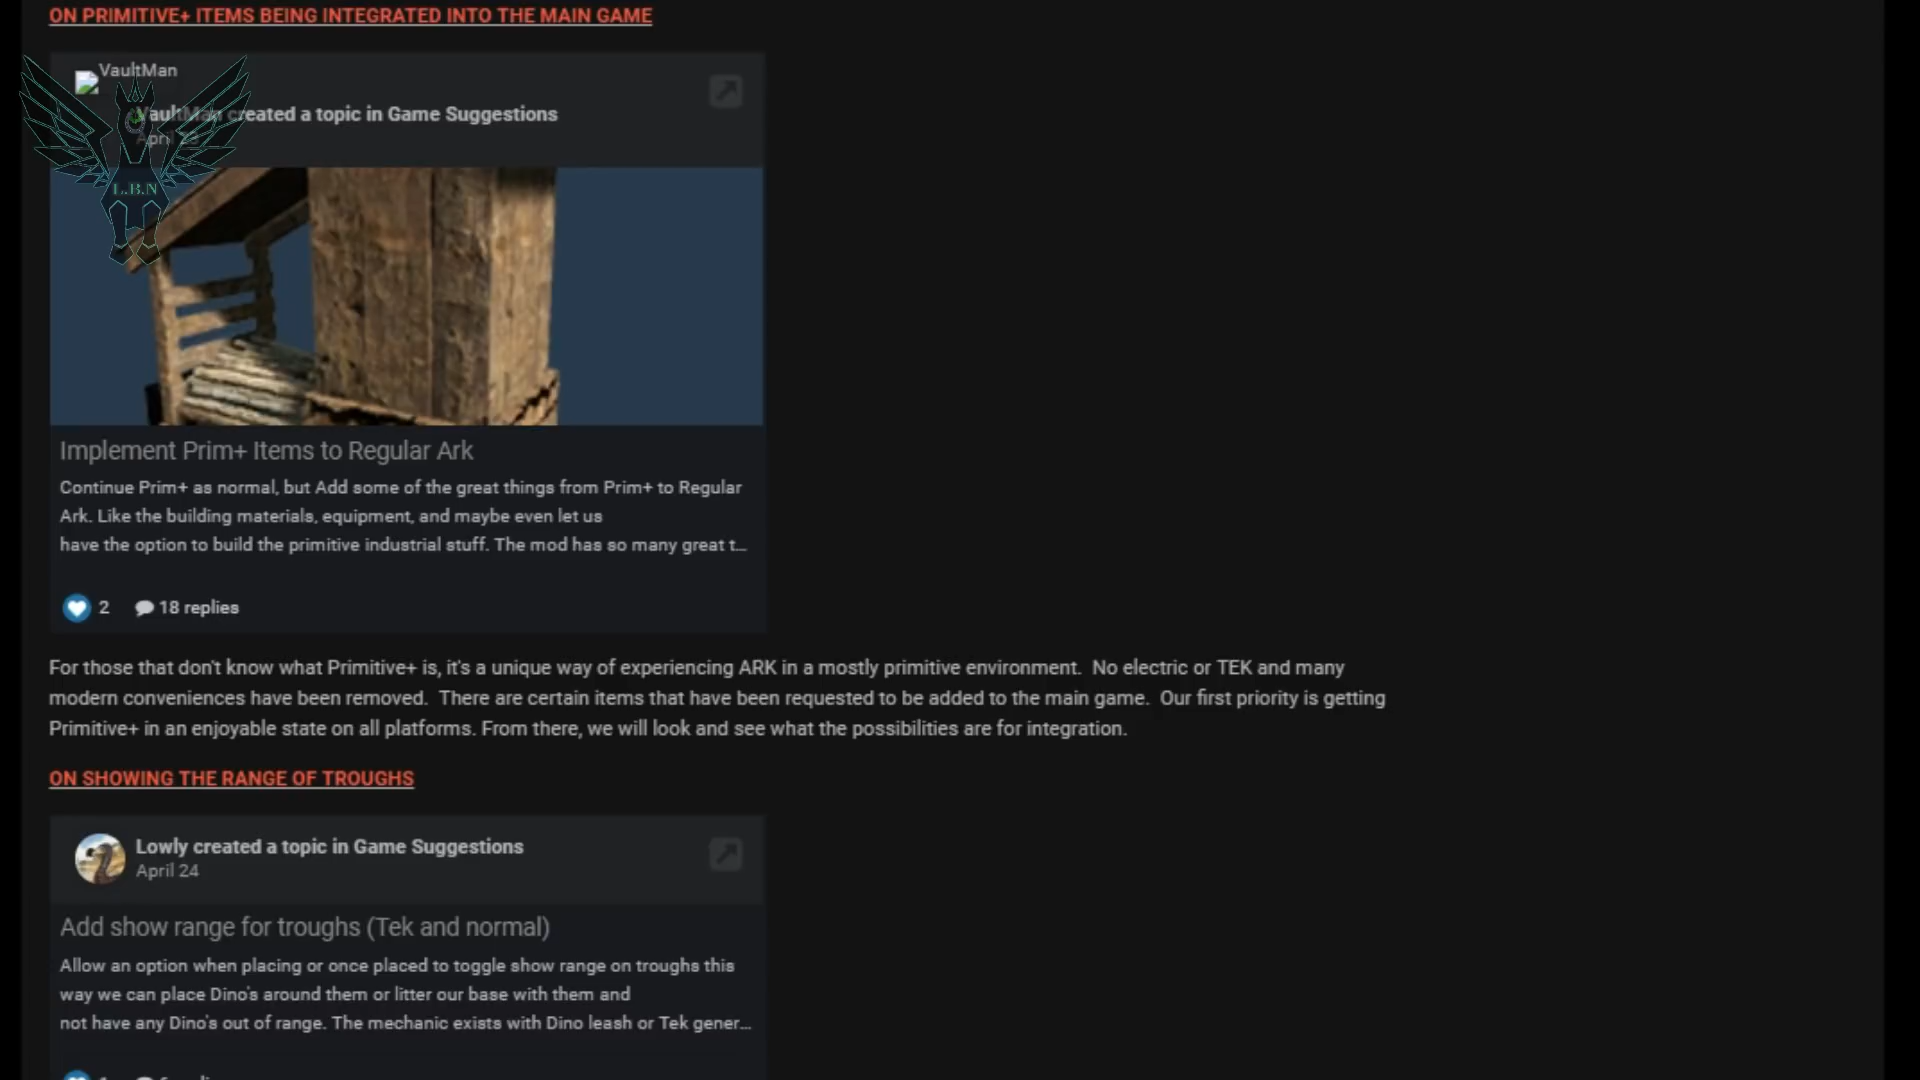 ON PRIMITIVE+ ITEMS BEING INTEGRATED INTO THE MAIN GAME
VaultMan
VaultMan created a topic in Game Suggestions
April
L.B.N
Implement Prim+ Items to Regular Ark
Continue Prim+ as normal, but Add some of the great things from Prim+ to Regular
Ark. Like the building materials, equipment, and maybe even let us
have the option to build the primitive industrial stuff. The mod has so many great t...
2 18 replies
For those that don't know what Primitive+ is, it's a unique way of experiencing ARK in a mostly primitive environment. No electric or TEK and many
modern conveniences have been removed. There are certain items that have been requested to be added to the main game. Our first priority is getting
Primitive+ in an enjoyable state on all platforms. From there, we will look and see what the possibilities are for integration.
ON SHOWING THE RANGE OF TROUGHS
Lowly created a topic in Game Suggestions
April 24
Add show range for troughs (Tek and normal)
Allow an option when placing or once placed to toggle show range on troughs this
way we can place Dino's around them or litter our base with them and
not have any Dino's out of range. The mechanic exists with Dino leash or Tek gener...